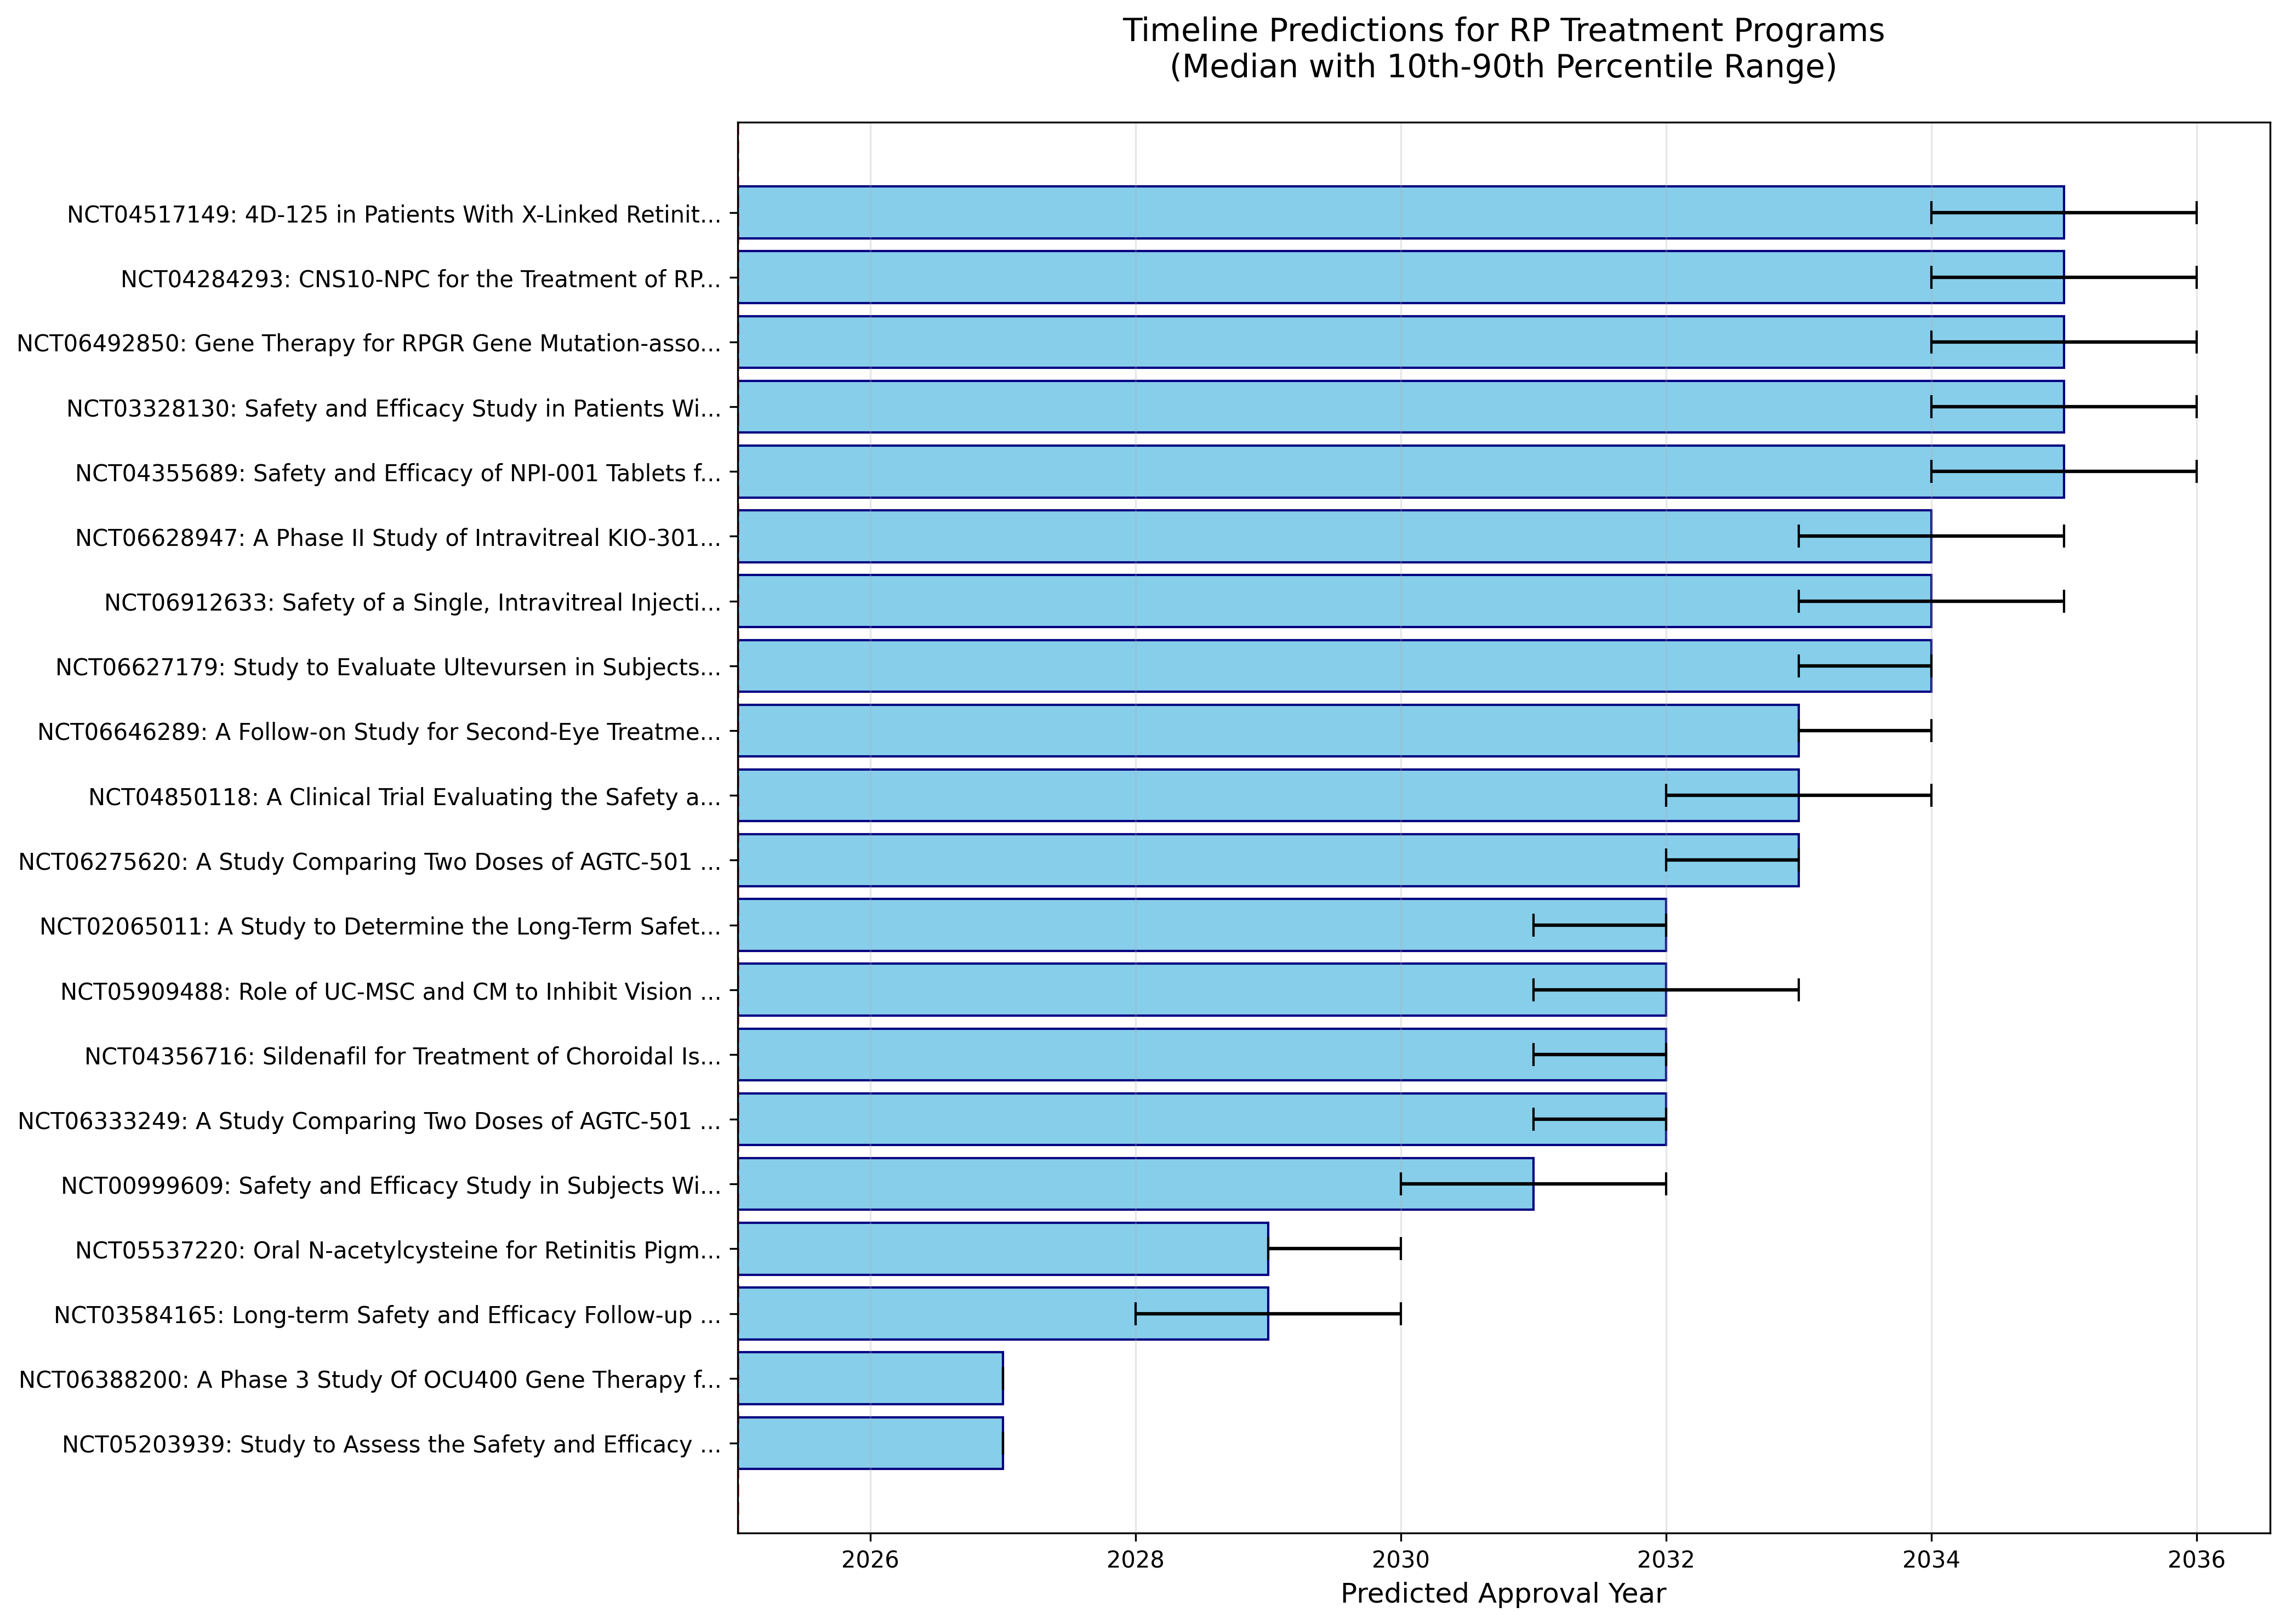 Timeline Predictions for RP Treatment Programs
(Median with 10th-90th Percentile Range)
NCT04517149: 4D-125 in Patients With X-Linked Retinit...
NCT04284293: CNS10-NPC for the Treatment of RP...
NCT06492850: Gene Therapy for RPGR Gene Mutation-asso...
NCT03328130: Safety and Efficacy Study in Patients Wi...
NCT04355689: Safety and Efficacy of NPI-001 Tablets f...
NCT06628947: A Phase II Study of Intravitreal KIO-301...
NCT06912633: Safety of a Single, Intravitreal Injecti...
NCT06627179: Study to Evaluate Ultevursen in Subjects...
NCT06646289: A Follow-on Study for Second-Eye Treatme...
NCT04850118: A Clinical Trial Evaluating the Safety a...
NCT06275620: A Study Comparing Two Doses of AGTC-501 ...
NCT02065011: A Study to Determine the Long-Term Safet...
NCT05909488: Role of UC-MSC and CM to Inhibit Vision ...
NCT04356716: Sildenafil for Treatment of Choroidal Is...
NCT06333249: A Study Comparing Two Doses of AGTC-501 ...
NCT00999609: Safety and Efficacy Study in Subjects Wi...
NCT05537220: Oral N-acetylcysteine for Retinitis Pigm...
NCT03584165: Long-term Safety and Efficacy Follow-up ...
NCT06388200: A Phase 3 Study Of OCU400 Gene Therapy f...
NCT05203939: Study to Assess the Safety and Efficacy ...
2026 2028 2030 2032 2034 2036
Predicted Approval Year